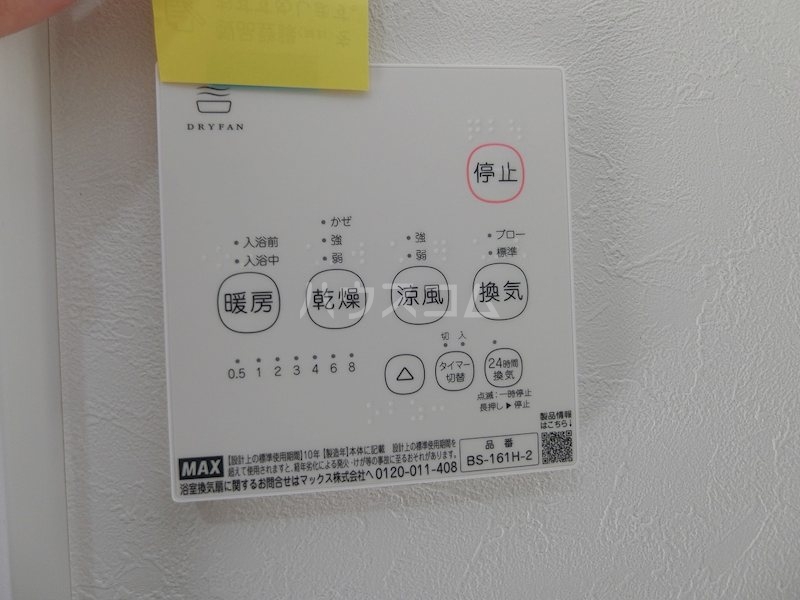 DRYFAN
停止
かぜ
入浴前
強
強
ブロー
入浴中
弱
弱
標準
暖房
乾燥
涼風
換気
ハウスコム
0.5 1 2 3 4 6 8
切 入
△
タイマー
切替
24時間
換気
点滅:一時停止
長押し▶停止
製品情報
はこちら↓
MAX
【設計上の標準使用期間】10年【製造年】本体に記載 設計上の標準使用期間を
超えて使用されますと、経年劣化による発火・けが等の事故に至るおそれがあります。
浴室換気扇に関するお問合せはマックス株式会社へ 0120-011-408
品番
BS-161H-2